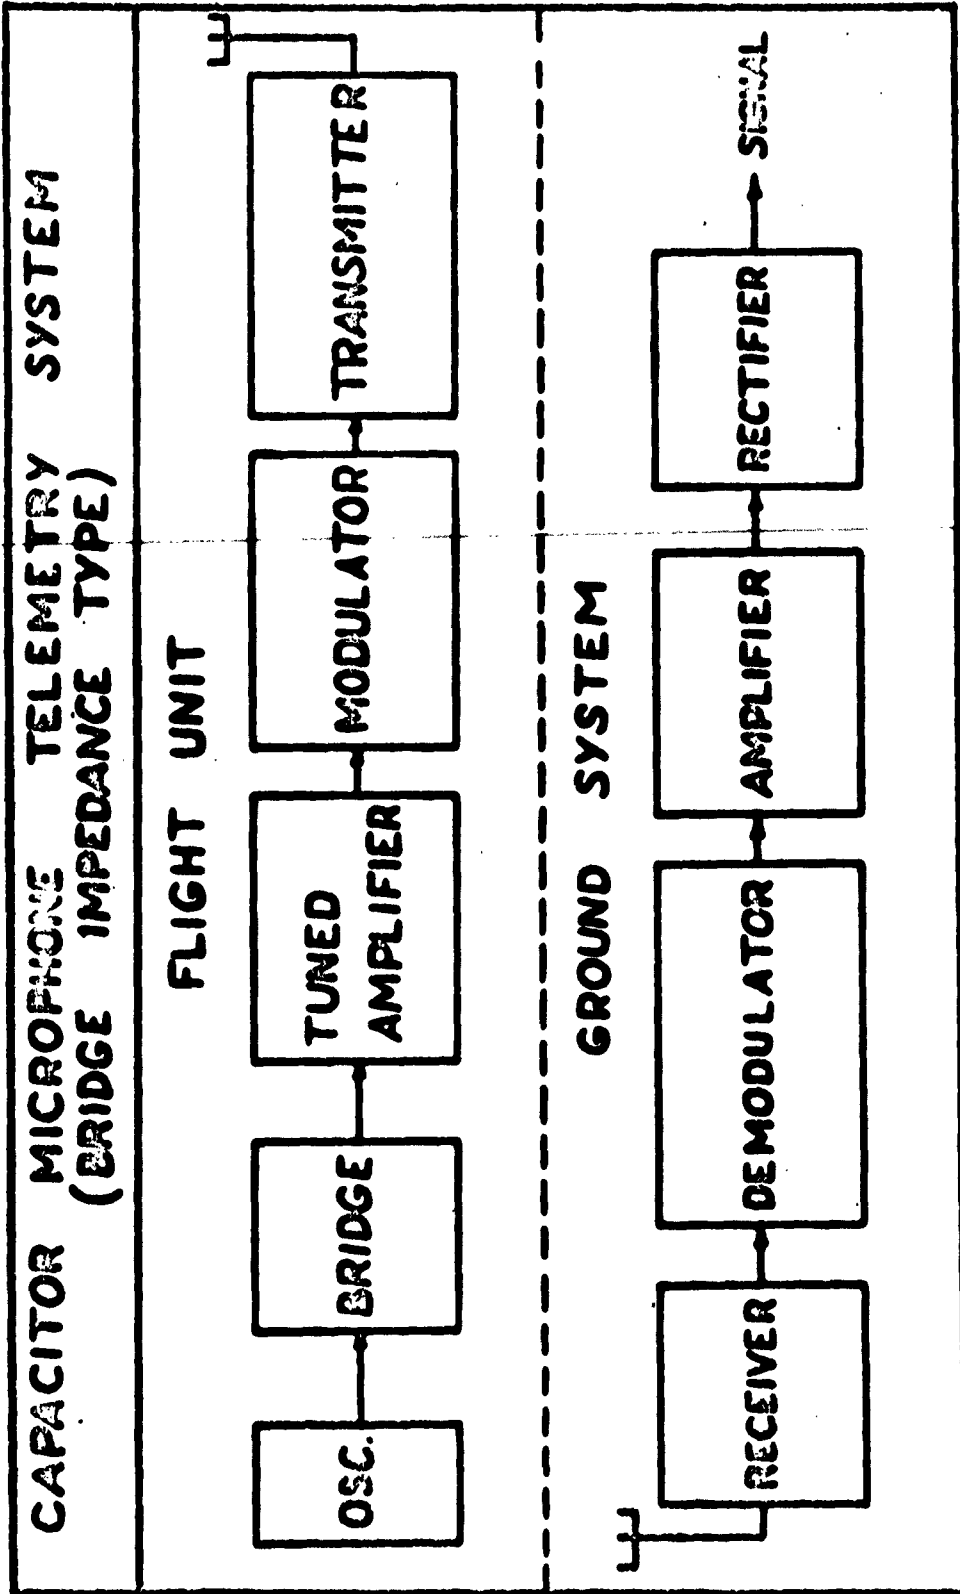 CAPACITOR MICROPHONE TELEMETRY SYSTEM
(BRIDGE IMPEDANCE TYPE)
FLIGHT UNIT
OSC.
BRIDGE
TUNED
AMPLIFIER
MODULATOR
TRANSMITTER
GROUND SYSTEM
RECEIVER
DEMODULATOR
AMPLIFIER
RECTIFIER
SIGNAL